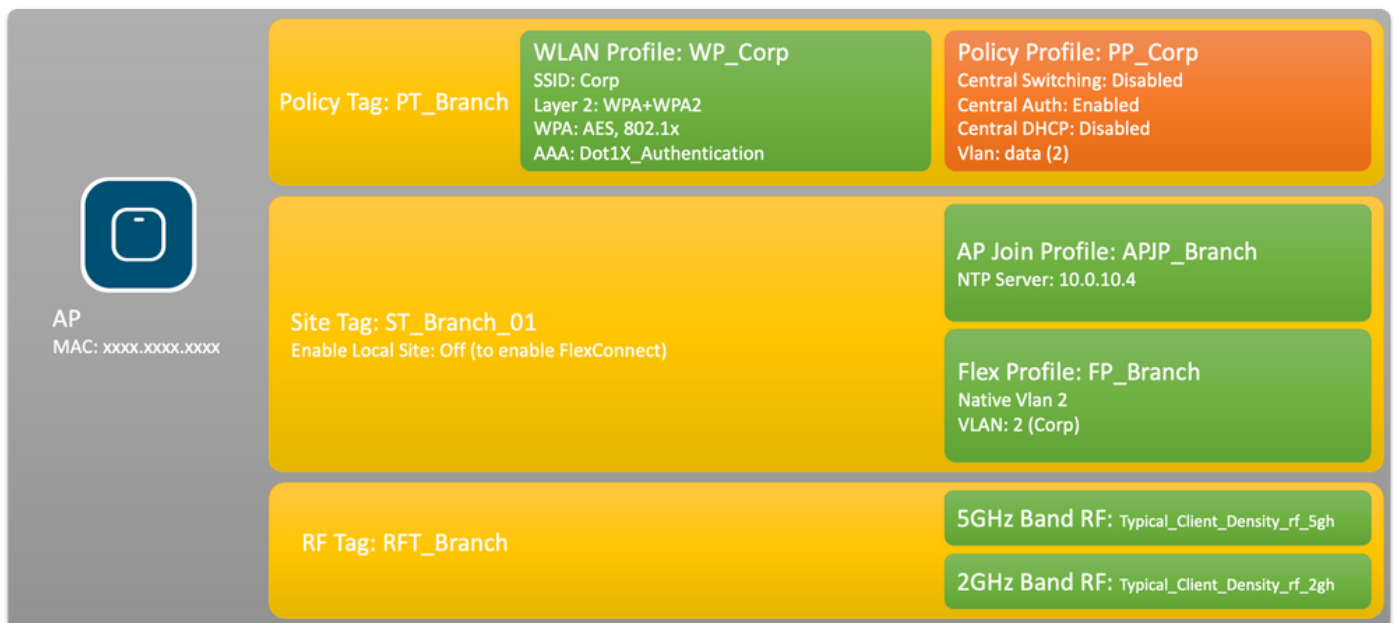 Policy Tag: PT_Branch
WLAN Profile: WP_Corp
SSID: Corp
Layer 2: WPA+WPA2
WPA: AES, 802.1x
AAA: Dot1X_Authentication
Policy Profile: PP_Corp
Central Switching: Disabled
Central Auth: Enabled
Central DHCP: Disabled
Vlan: data (2)
AP
MAC: xxxx.xxxx.xxxx
Site Tag: ST_Branch_01
Enable Local Site: Off (to enable FlexConnect)
AP Join Profile: APJP_Branch
NTP Server: 10.0.10.4
Flex Profile: FP_Branch
Native Vlan 2
VLAN: 2 (Corp)
RF Tag: RFT_Branch
5GHz Band RF: Typical_Client_Density_rf_5gh
2GHz Band RF: Typical_Client_Density_rf_2gh